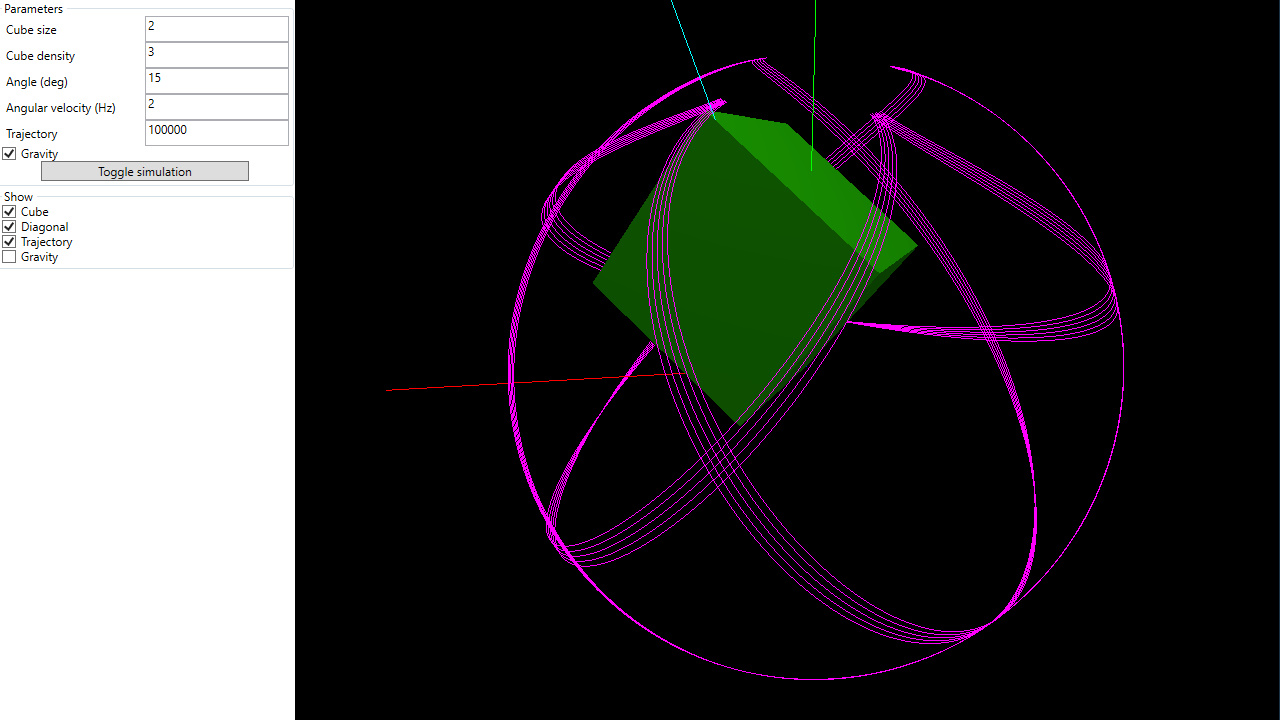 Parameters
Cube size 2
Cube density 3
Angle (deg) 15
Angular velocity (Hz) 2
Trajectory 100000
Gravity
Toggle simulation
Show
Cube
Diagonal
Trajectory
Gravity